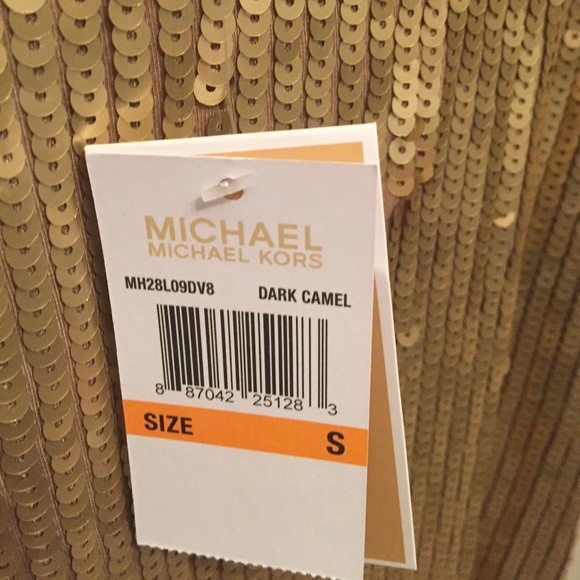 MICHAEL
MICHAEL KORS
MH28L09DV8 DARK CAMEL
8 87042 25128 3
SIZE S